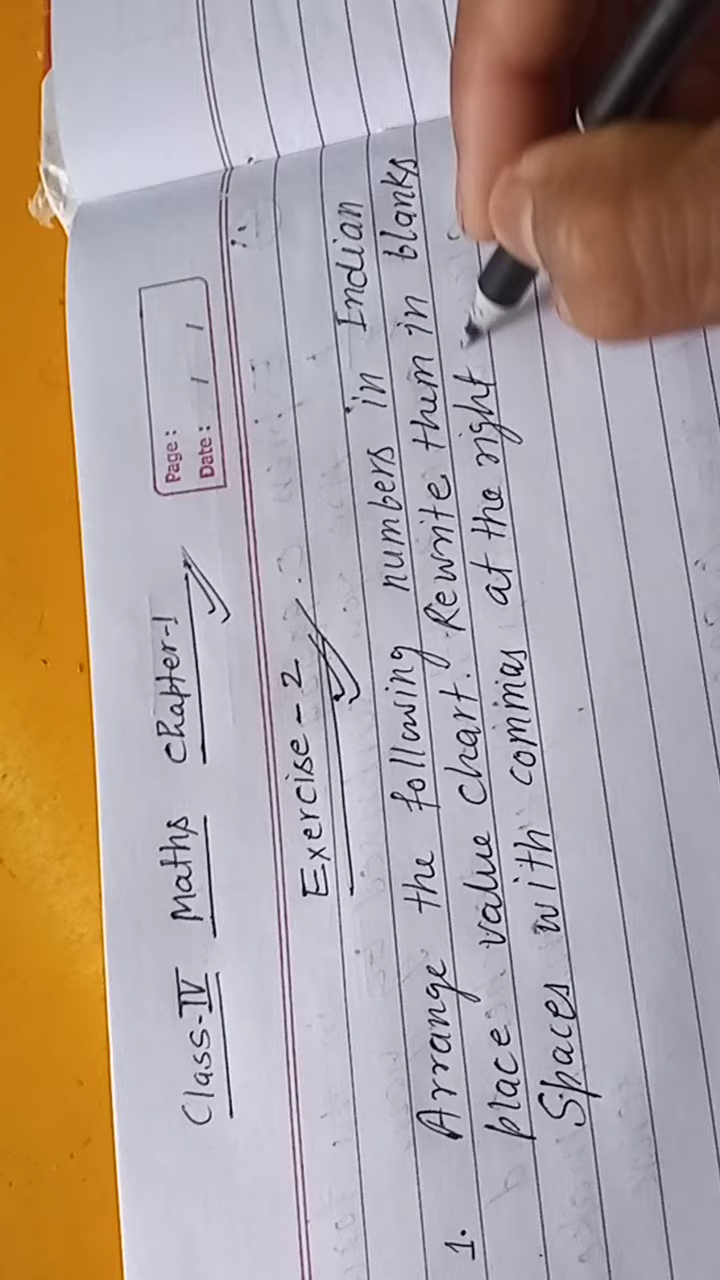 Class-IV Maths Chapter-1
Page:
Date: / /
Exercise - 2
1. Arrange the following numbers in Indian
place value chart. Rewrite them in blanks
Spaces with commas at the right